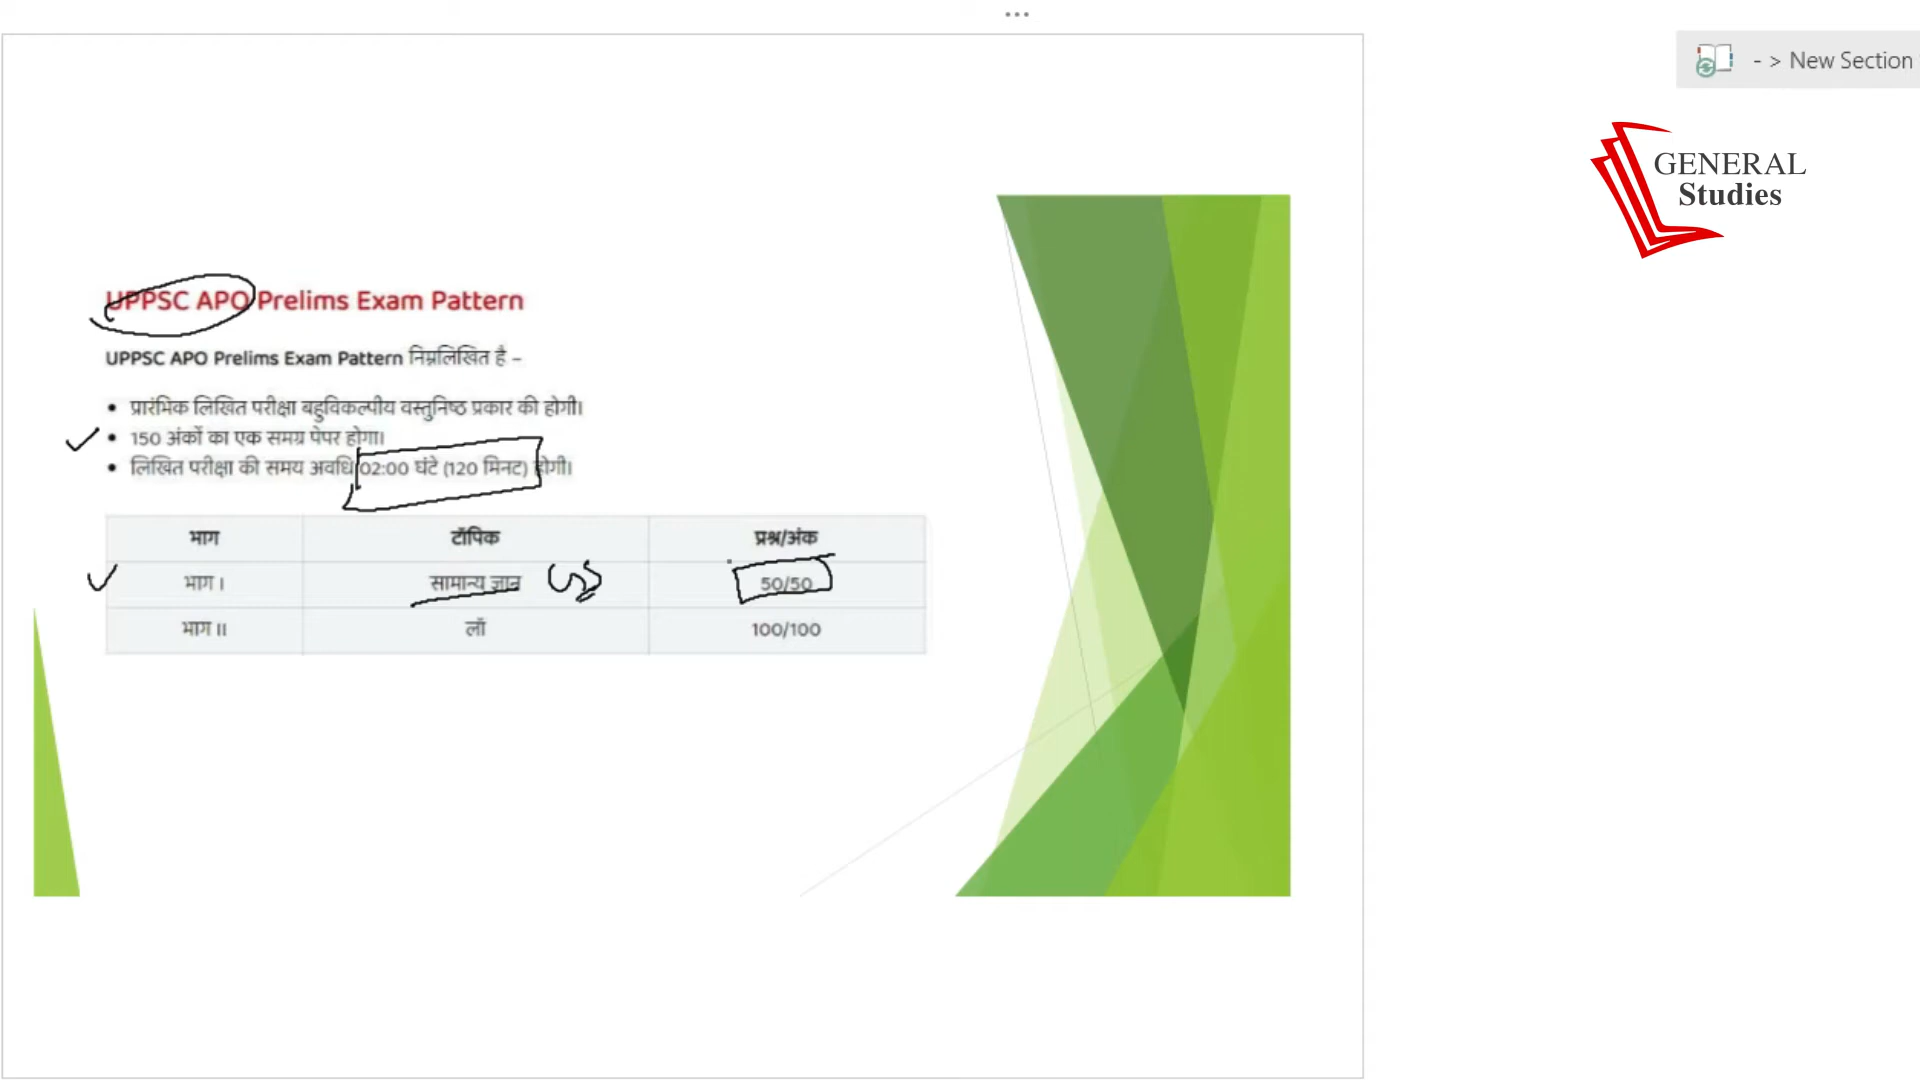 - > New Section
GENERAL
Studies
UPPSC APO Prelims Exam Pattern
UPPSC APO Prelims Exam Pattern निम्नलिखित है –
• प्रारंभिक लिखित परीक्षा बहुविकल्पीय वस्तुनिष्ठ प्रकार की होगी।
• 150 अंकों का एक समग्र पेपर होगा।
• लिखित परीक्षा की समय अवधि 02:00 घंटे (120 मिनट) होगी।
भाग टॉपिक प्रश्न/अंक
भाग I सामान्य ज्ञान 50/50
भाग II लॉ 100/100